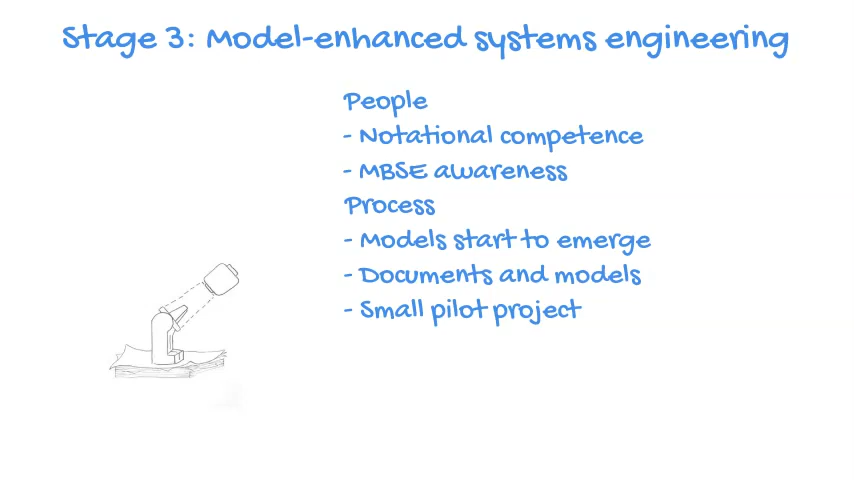 Stage 3: Model-enhanced systems engineering
People
- Notational competence
- MBSE awareness
Process
- Models start to emerge
- Documents and models
- Small pilot project